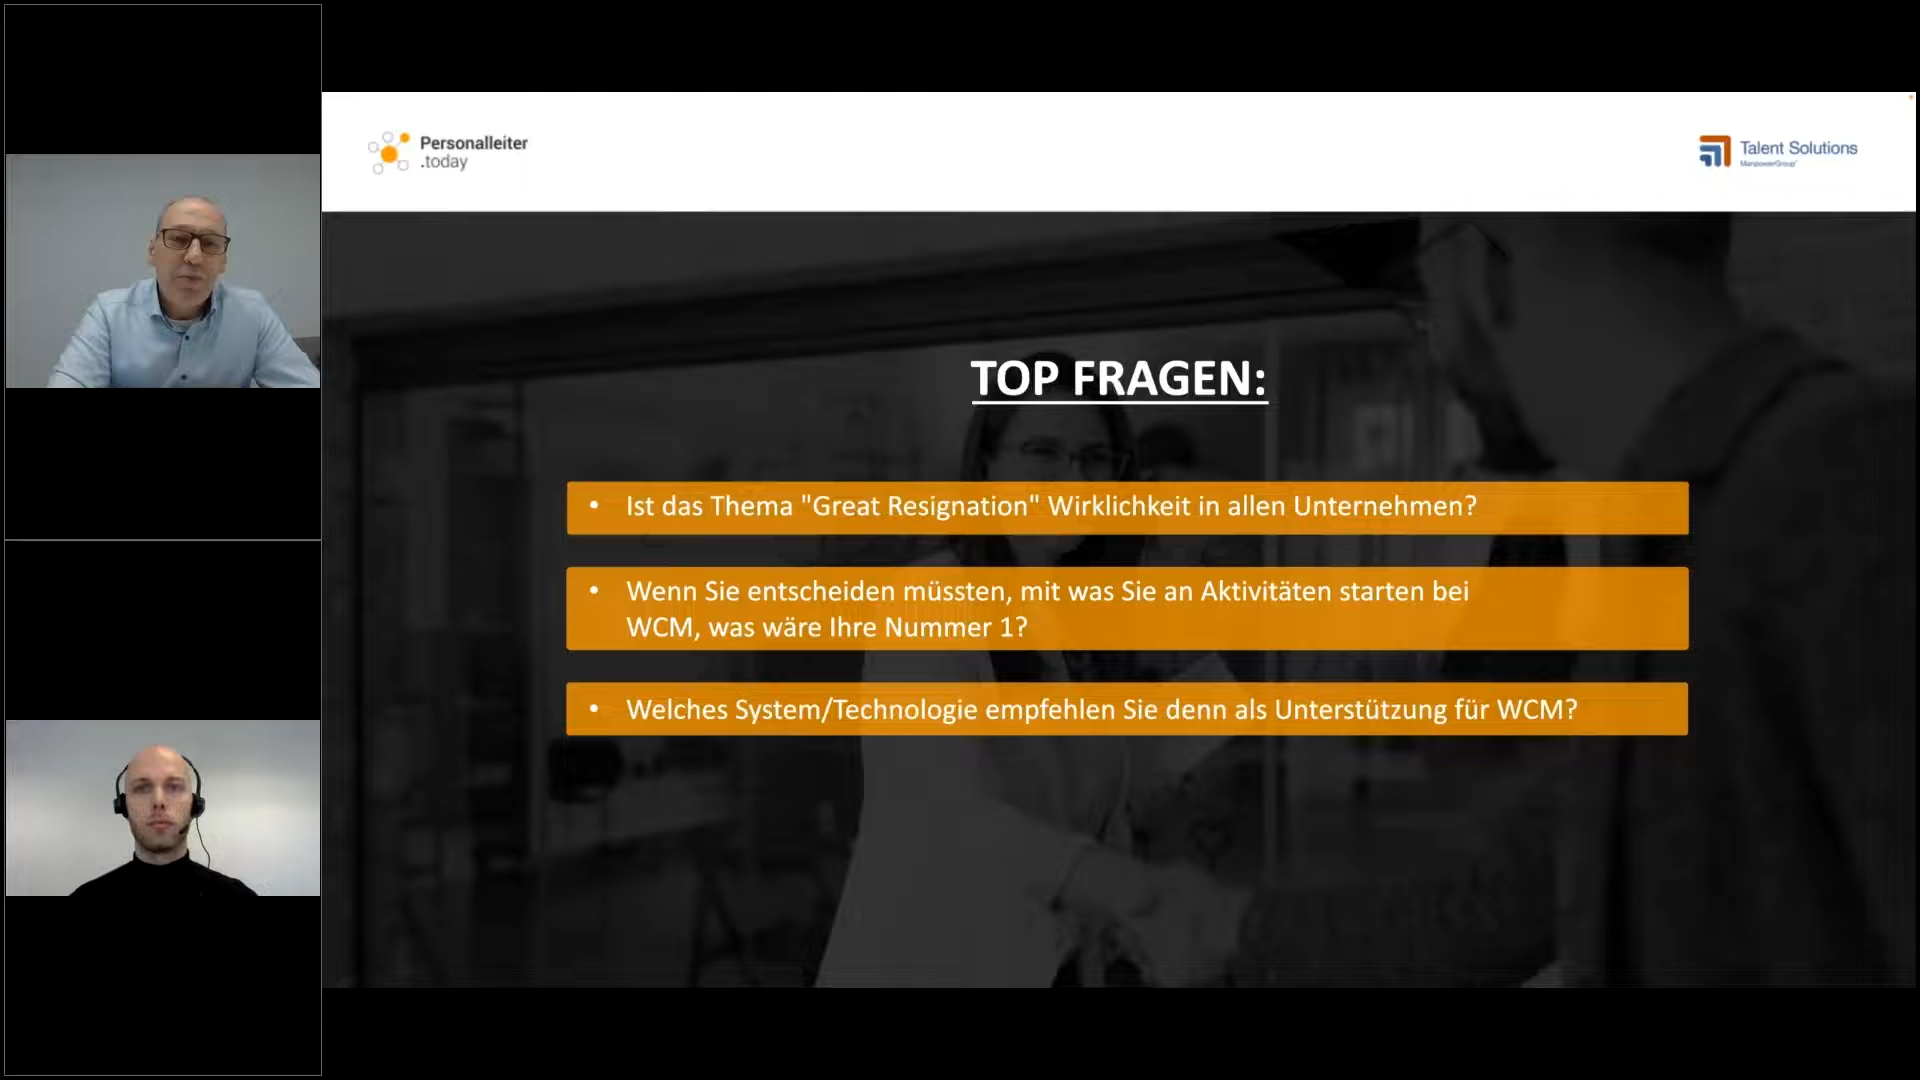 Personalleiter
.today
Talent Solutions
ManpowerGroup
TOP FRAGEN:
• Ist das Thema "Great Resignation" Wirklichkeit in allen Unternehmen?
• Wenn Sie entscheiden müssten, mit was Sie an Aktivitäten starten bei
WCM, was wäre Ihre Nummer 1?
• Welches System/Technologie empfehlen Sie denn als Unterstützung für WCM?